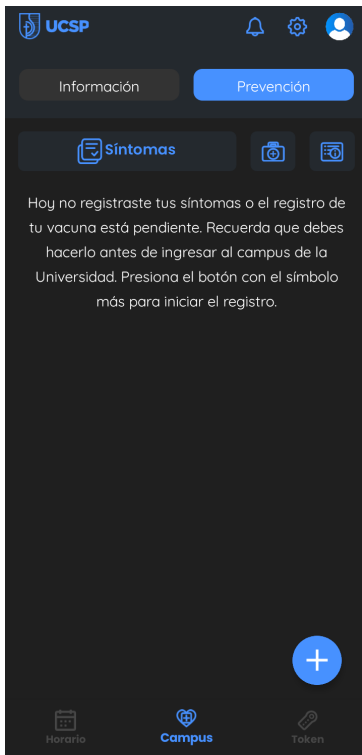 UCSP
Información
Prevención
Síntomas
Hoy no registraste tus síntomas o el registro de
tu vacuna está pendiente. Recuerda que debes
hacerlo antes de ingresar al campus de la
Universidad. Presiona el botón con el símbolo
más para iniciar el registro.
Horario
Campus
Token